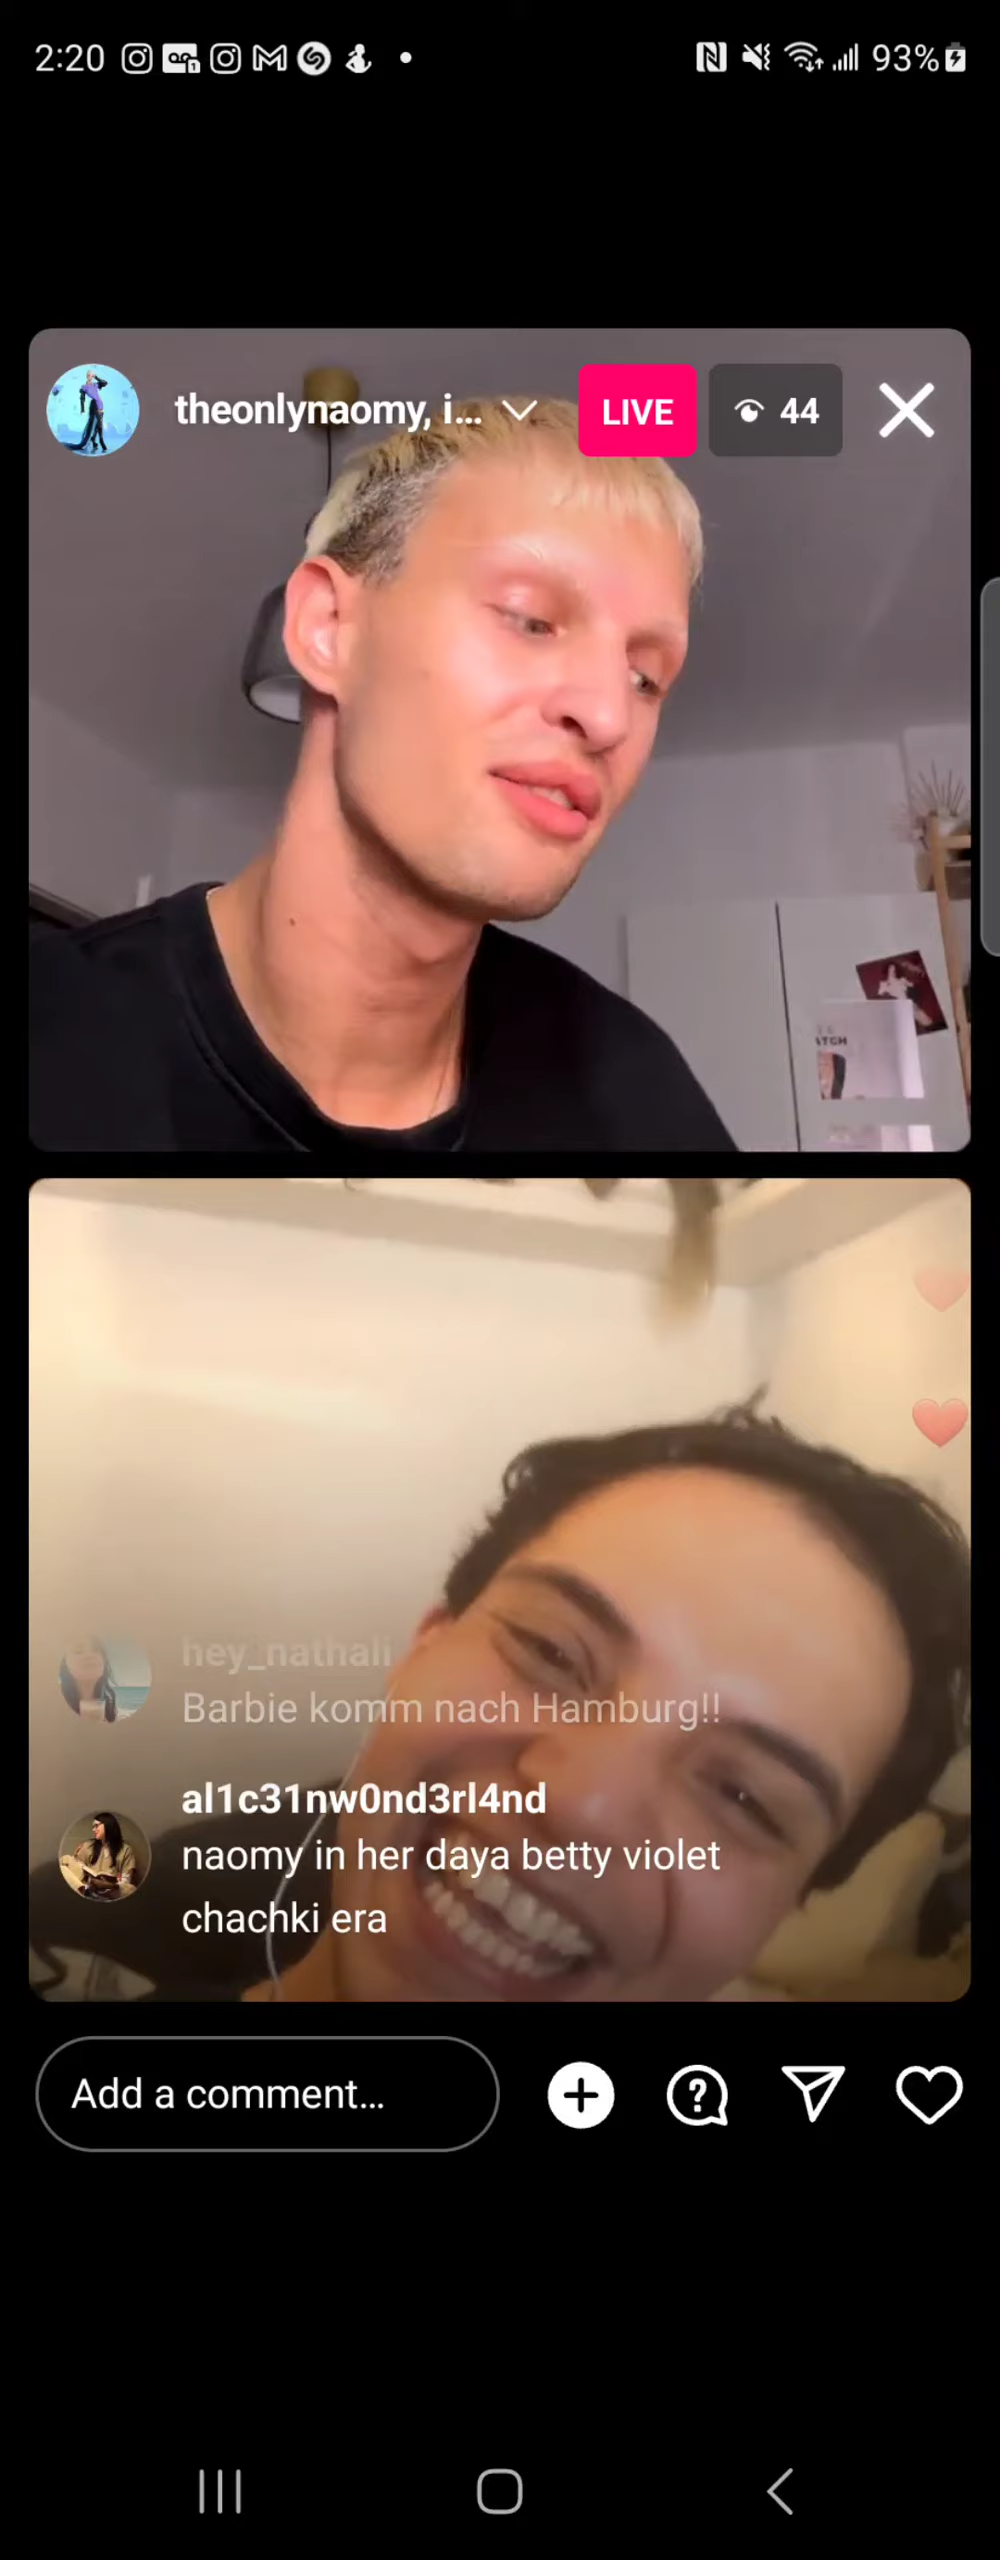 2:20
93%
theonlynaomy, i...
LIVE
44
ATCH
hey_nathali
Barbie komm nach Hamburg!!
al1c31nw0nd3rl4nd
naomy in her daya betty violet
chachki era
Add a comment...